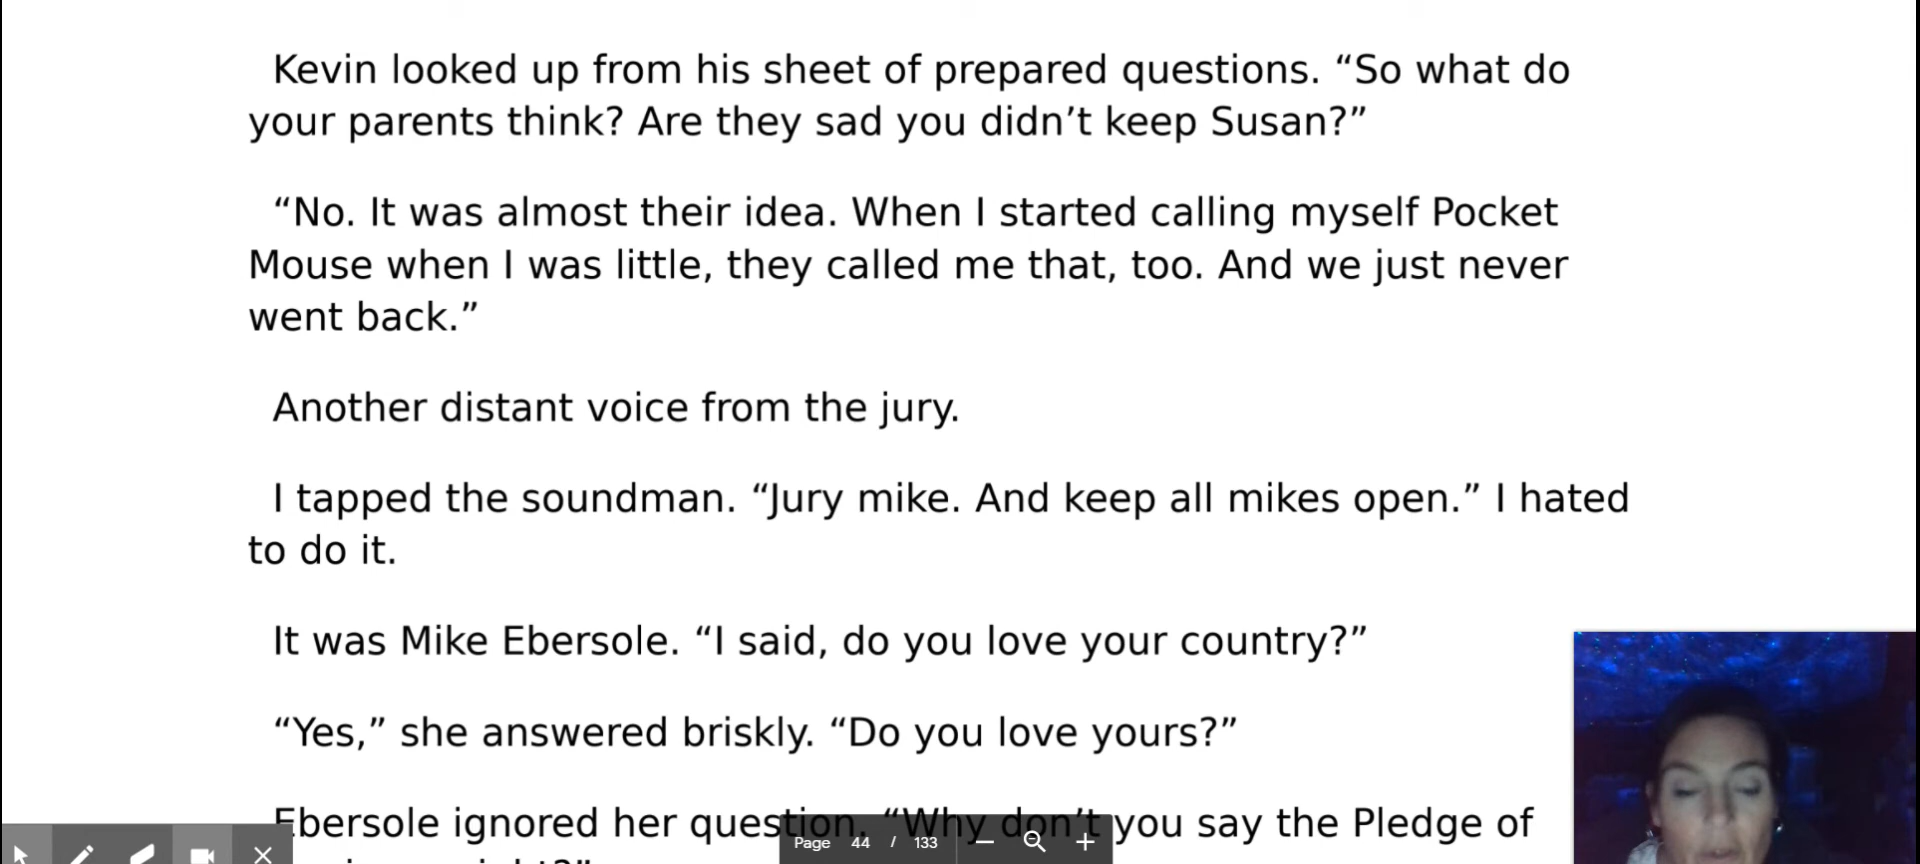 Kevin looked up from his sheet of prepared questions. “So what do
your parents think? Are they sad you didn’t keep Susan?”
“No. It was almost their idea. When I started calling myself Pocket
Mouse when I was little, they called me that, too. And we just never
went back.”
Another distant voice from the jury.
I tapped the soundman. “Jury mike. And keep all mikes open.” I hated
to do it.
It was Mike Ebersole. “I said, do you love your country?”
“Yes,” she answered briskly. “Do you love yours?”
Ebersole ignored her question. “Why don’t you say the Pledge of
Page 44 / 133